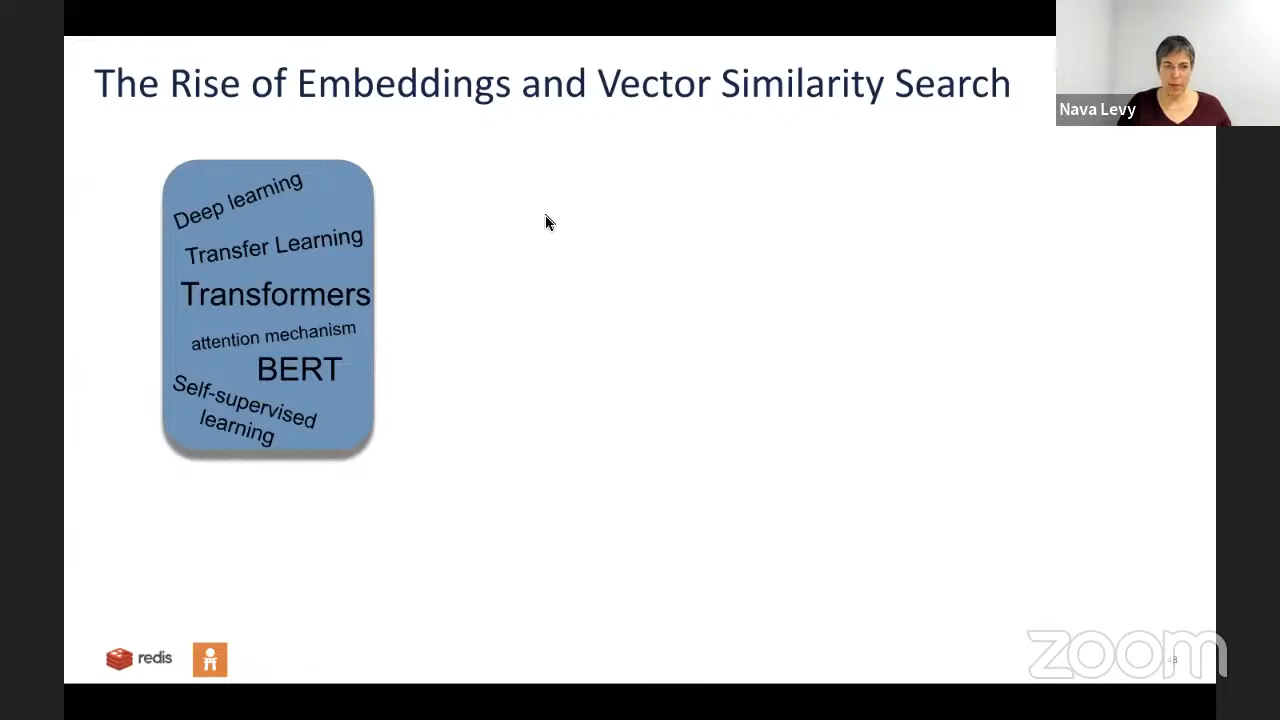 The Rise of Embeddings and Vector Similarity Search
Nava Levy
Deep learning
Transfer Learning
Transformers
attention mechanism
BERT
Self-supervised
learning
redis
zoom
43